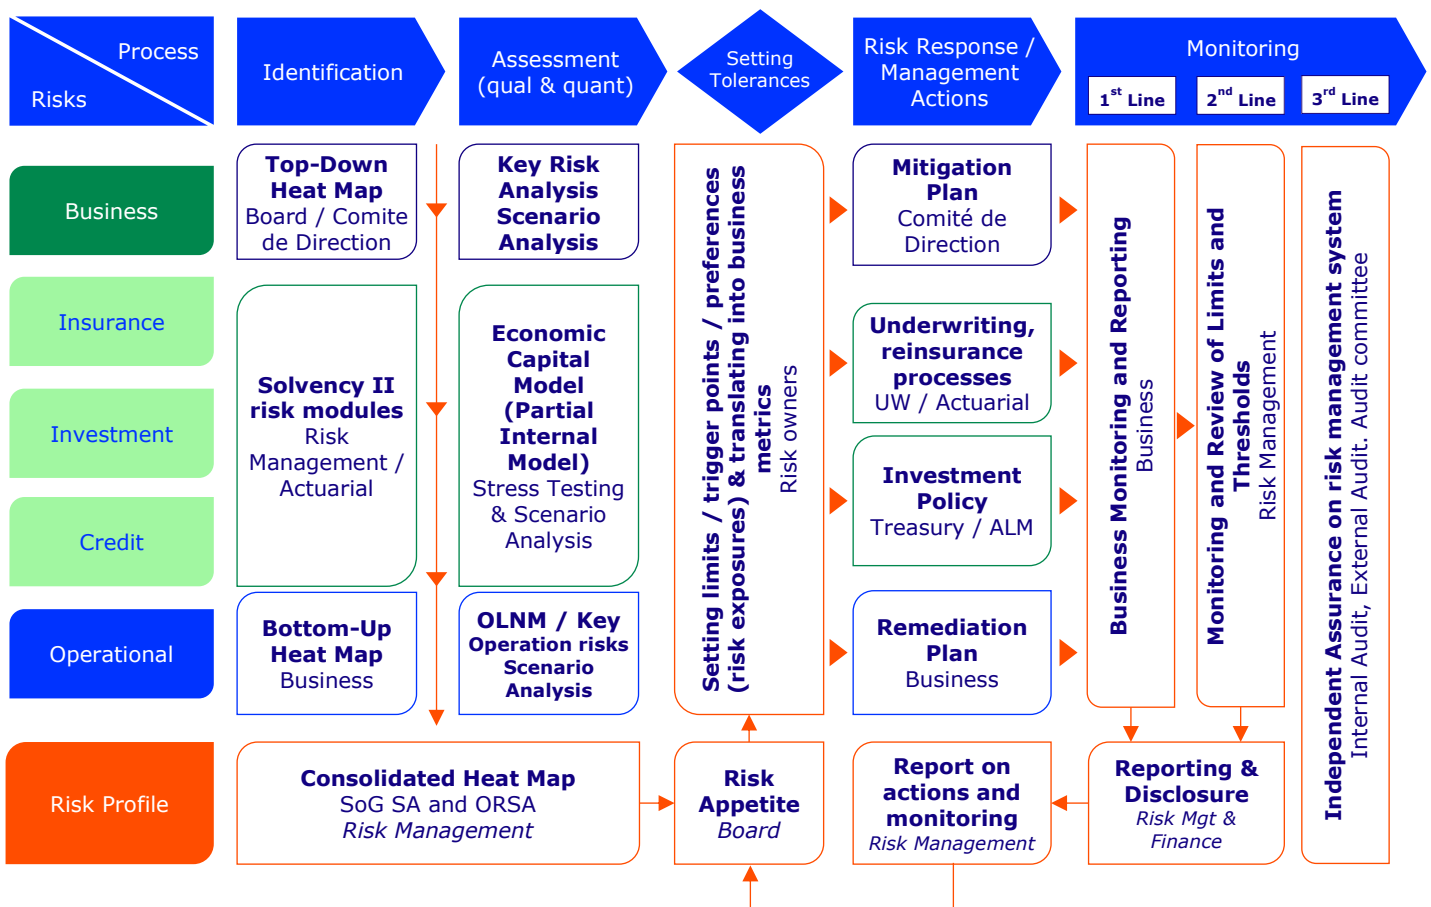 Process
Risks
Identification
Assessment
(qual & quant)
Setting
Tolerances
Risk Response /
Management
Actions
Monitoring
1st Line
2nd Line
3rd Line
Business
Top-Down
Heat Map
Board / Comite
de Direction
Key Risk
Analysis
Scenario
Analysis
Setting limits / trigger points / preferences
(risk exposures) & translating into business
metrics
Risk owners
Mitigation
Plan
Comité de
Direction
Business Monitoring and Reporting
Business
Monitoring and Review of Limits and
Thresholds
Risk Management
Independent Assurance on risk management system
Internal Audit, External Audit. Audit committee
Insurance
Investment
Credit
Solvency II
risk modules
Risk
Management /
Actuarial
Economic
Capital
Model
(Partial
Internal
Model)
Stress Testing
& Scenario
Analysis
Underwriting,
reinsurance
processes
UW / Actuarial
Investment
Policy
Treasury / ALM
Operational
Bottom-Up
Heat Map
Business
OLNM / Key
Operation risks
Scenario
Analysis
Remediation
Plan
Business
Risk Profile
Consolidated Heat Map
SoG SA and ORSA
Risk Management
Risk
Appetite
Board
Report on
actions and
monitoring
Risk Management
Reporting &
Disclosure
Risk Mgt &
Finance